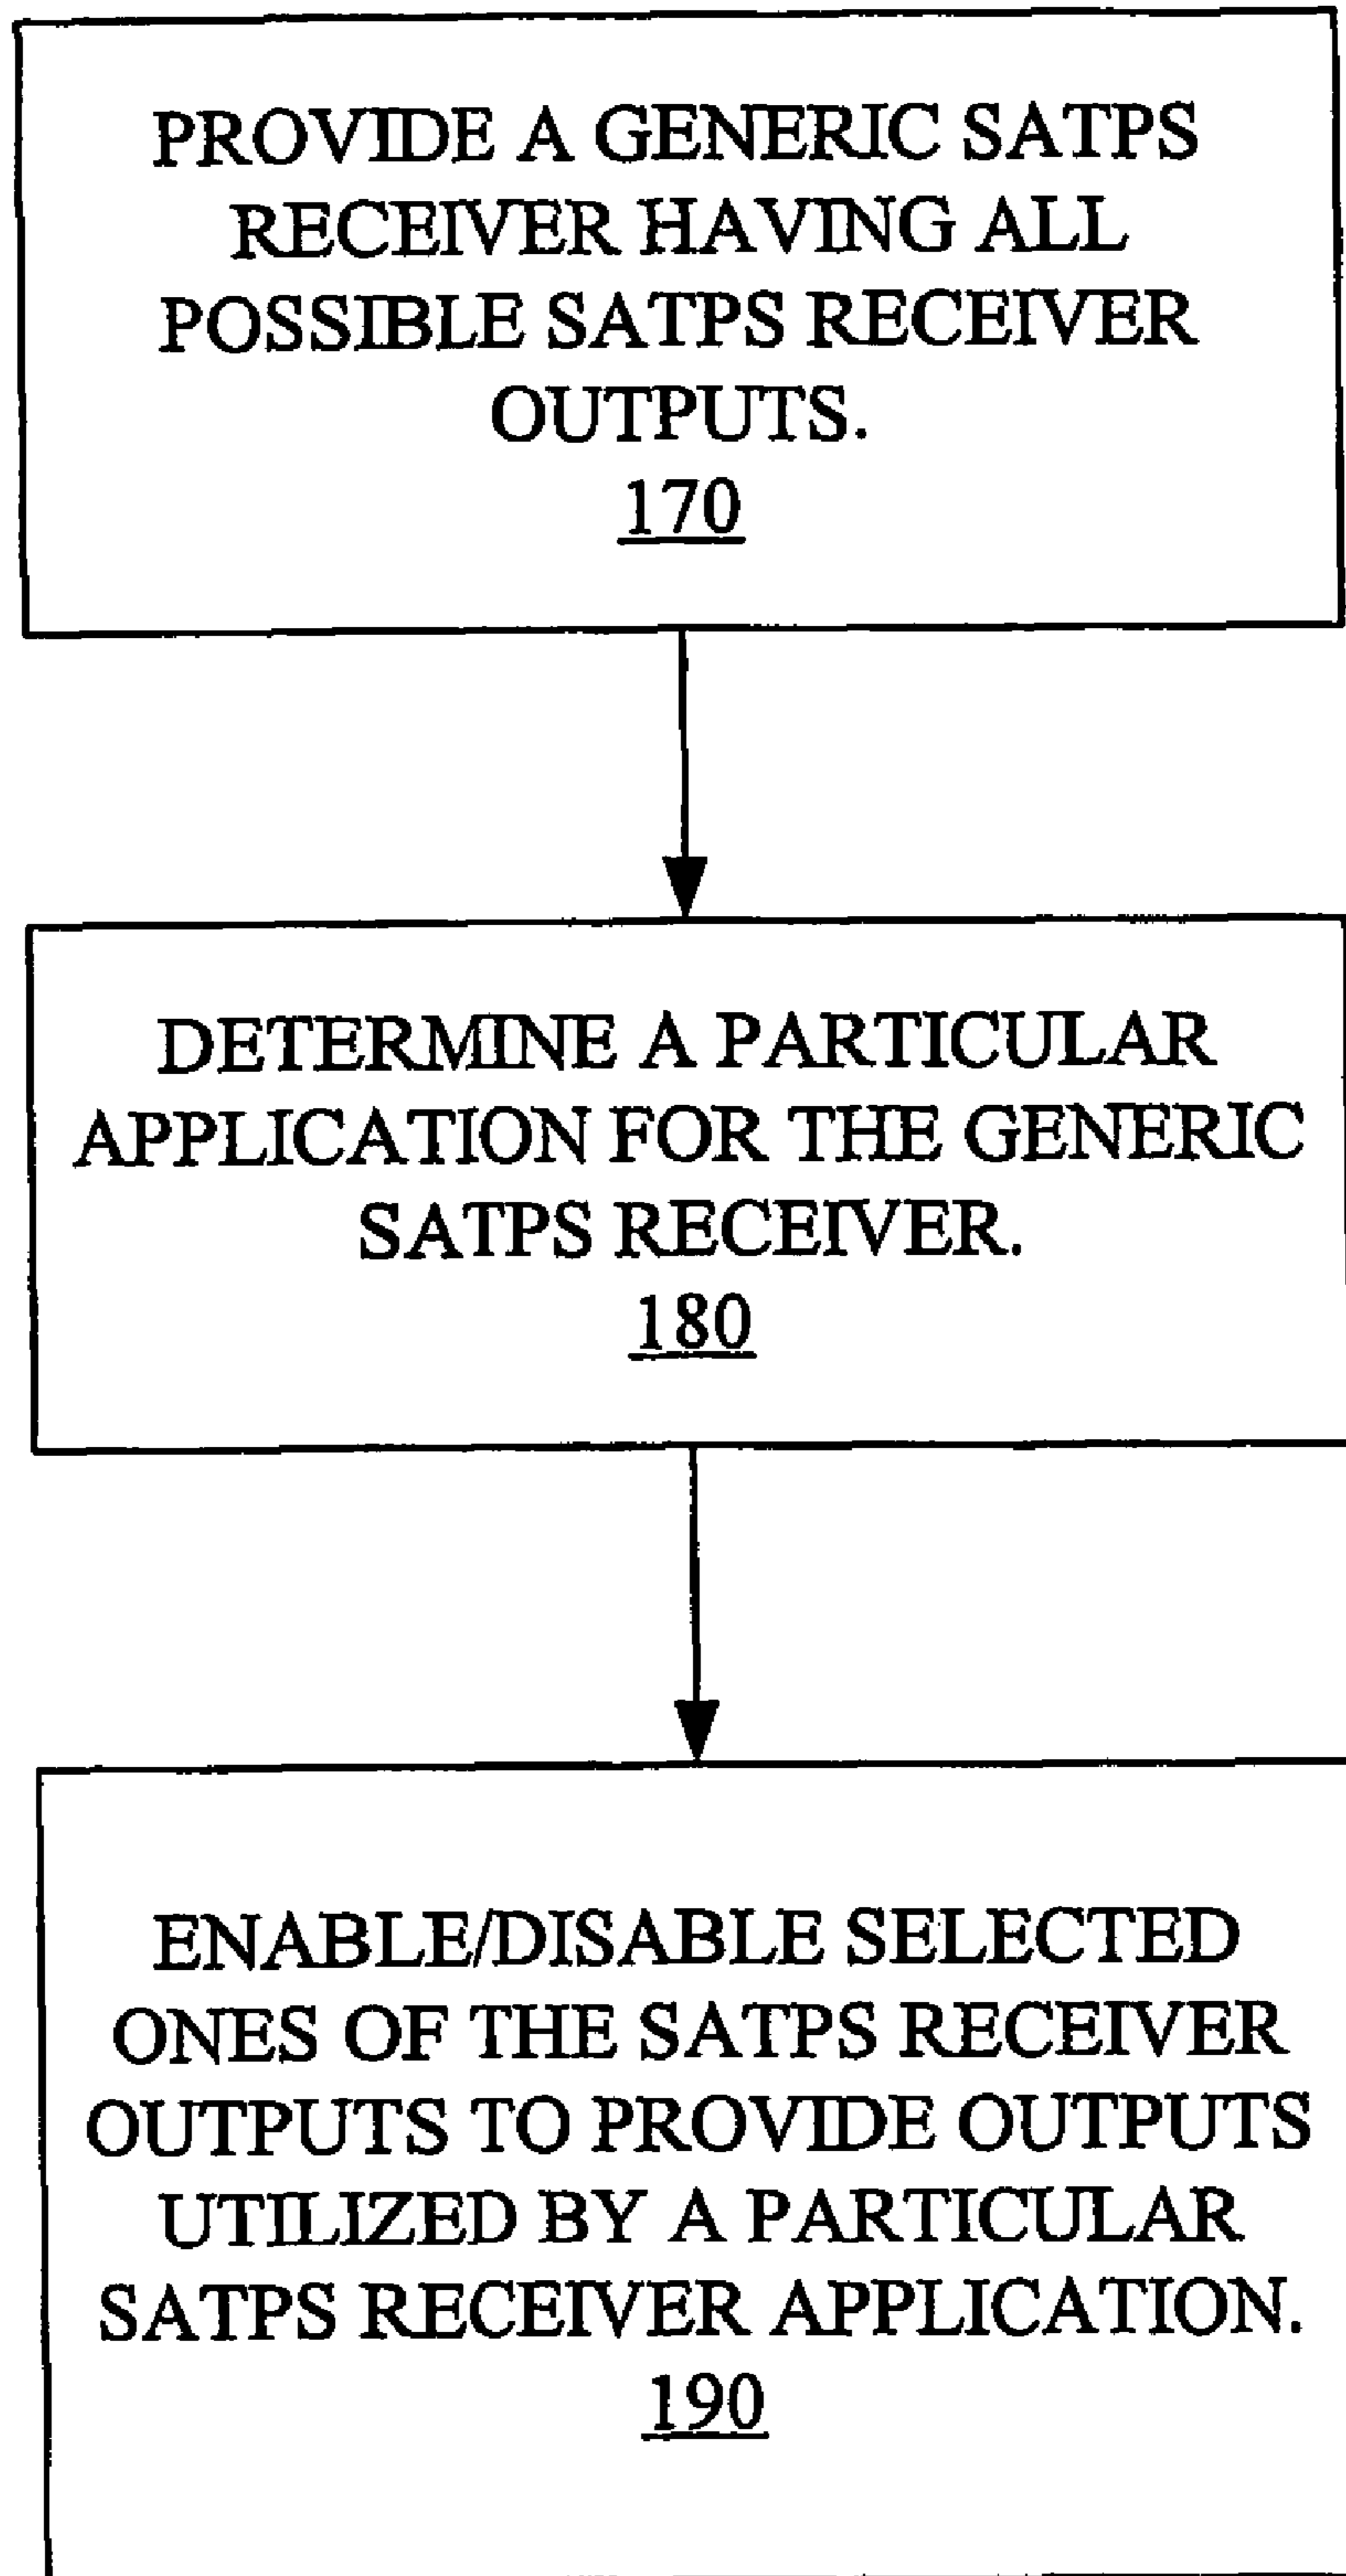 PROVIDE A GENERIC SATPS
RECEIVER HAVING ALL
POSSIBLE SATPS RECEIVER
OUTPUTS.
170
DETERMINE A PARTICULAR
APPLICATION FOR THE GENERIC
SATPS RECEIVER.
180
ENABLE/DISABLE SELECTED
ONES OF THE SATPS RECEIVER
OUTPUTS TO PROVIDE OUTPUTS
UTILIZED BY A PARTICULAR
SATPS RECEIVER APPLICATION.
190